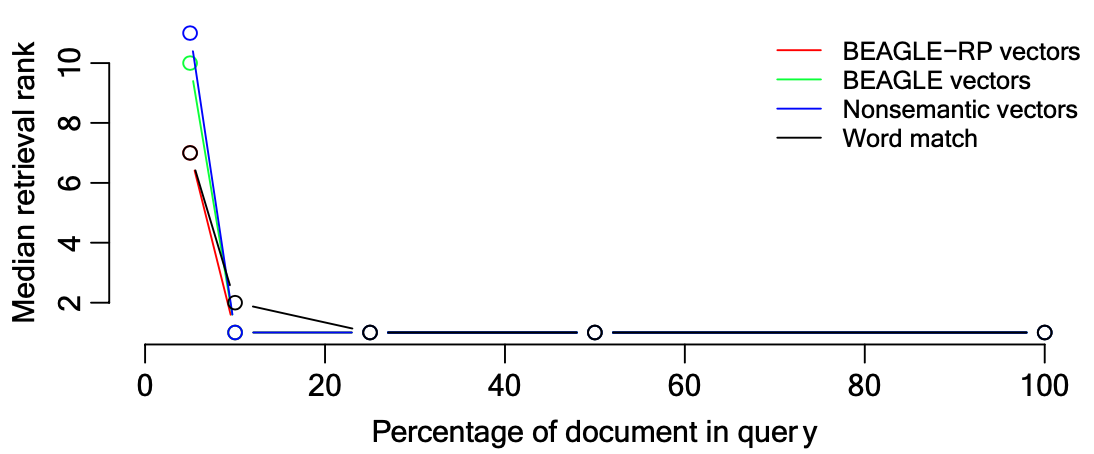 Median retrieval rank
10
8
6
4
2
BEAGLE−RP vectors
BEAGLE vectors
Nonsemantic vectors
Word match
0 20 40 60 80 100
Percentage of document in query